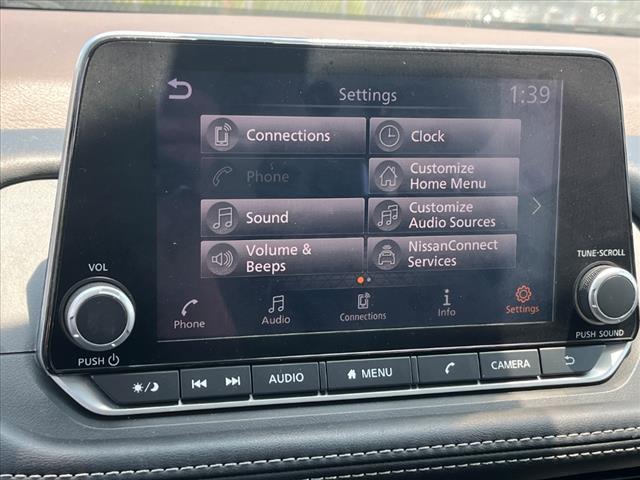 Settings
1:39
Connections
Clock
Phone
Customize
Home Menu
Sound
Customize
Audio Sources
Volume &
Beeps
NissanConnect
Services
Phone
Audio
Connections
Info
Settings
VOL
PUSH
TUNE·SCROLL
PUSH SOUND
AUDIO
MENU
CAMERA